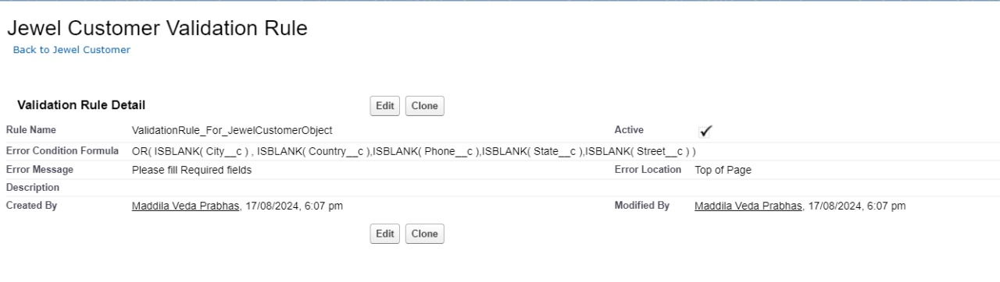 Jewel Customer Validation Rule
Back to Jewel Customer
Validation Rule Detail Edit Clone
Rule Name ValidationRule_For_JewelCustomerObject Active
Error Condition Formula OR( ISBLANK( City__c ) , ISBLANK( Country__c ),ISBLANK( Phone__c ),ISBLANK( State__c ),ISBLANK( Street__c ) )
Error Message Please fill Required fields Error Location Top of Page
Description
Created By Maddila Veda Prabhas, 17/08/2024, 6:07 pm Modified By Maddila Veda Prabhas, 17/08/2024, 6:07 pm
Edit Clone